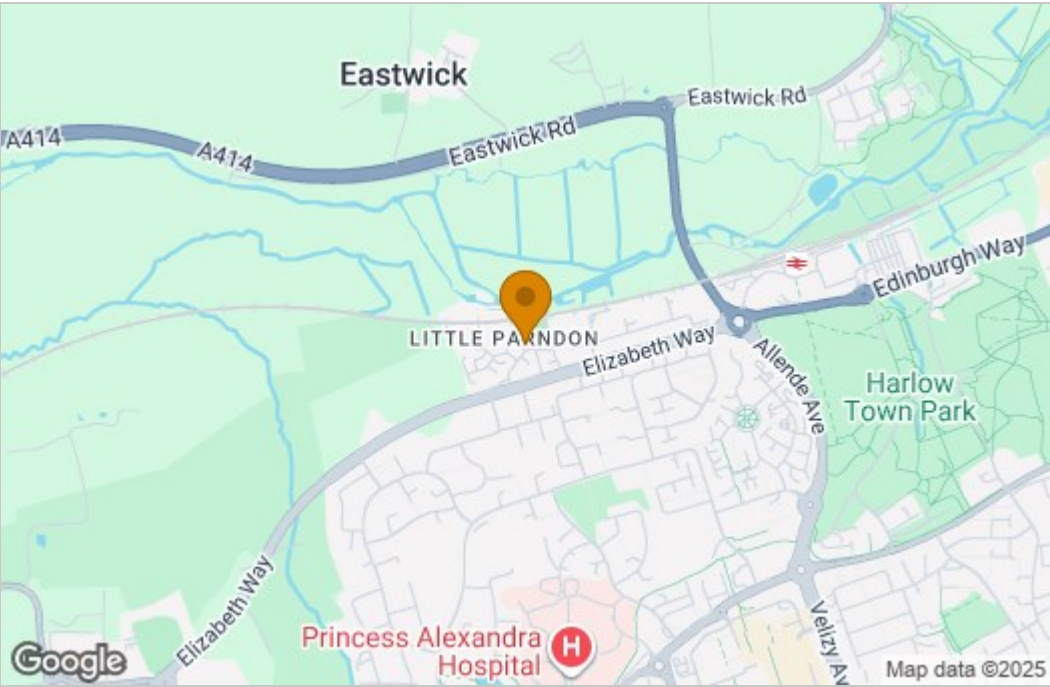 Eastwick
Eastwick Rd
A414
A414
Eastwick Rd
Edinburgh Way
LITTLE PARNDON
Elizabeth Way
Allende Ave
Harlow
Town Park
Elizabeth Way
Princess Alexandra
Hospital
H
Velizy Av
Google
Map data ©2025